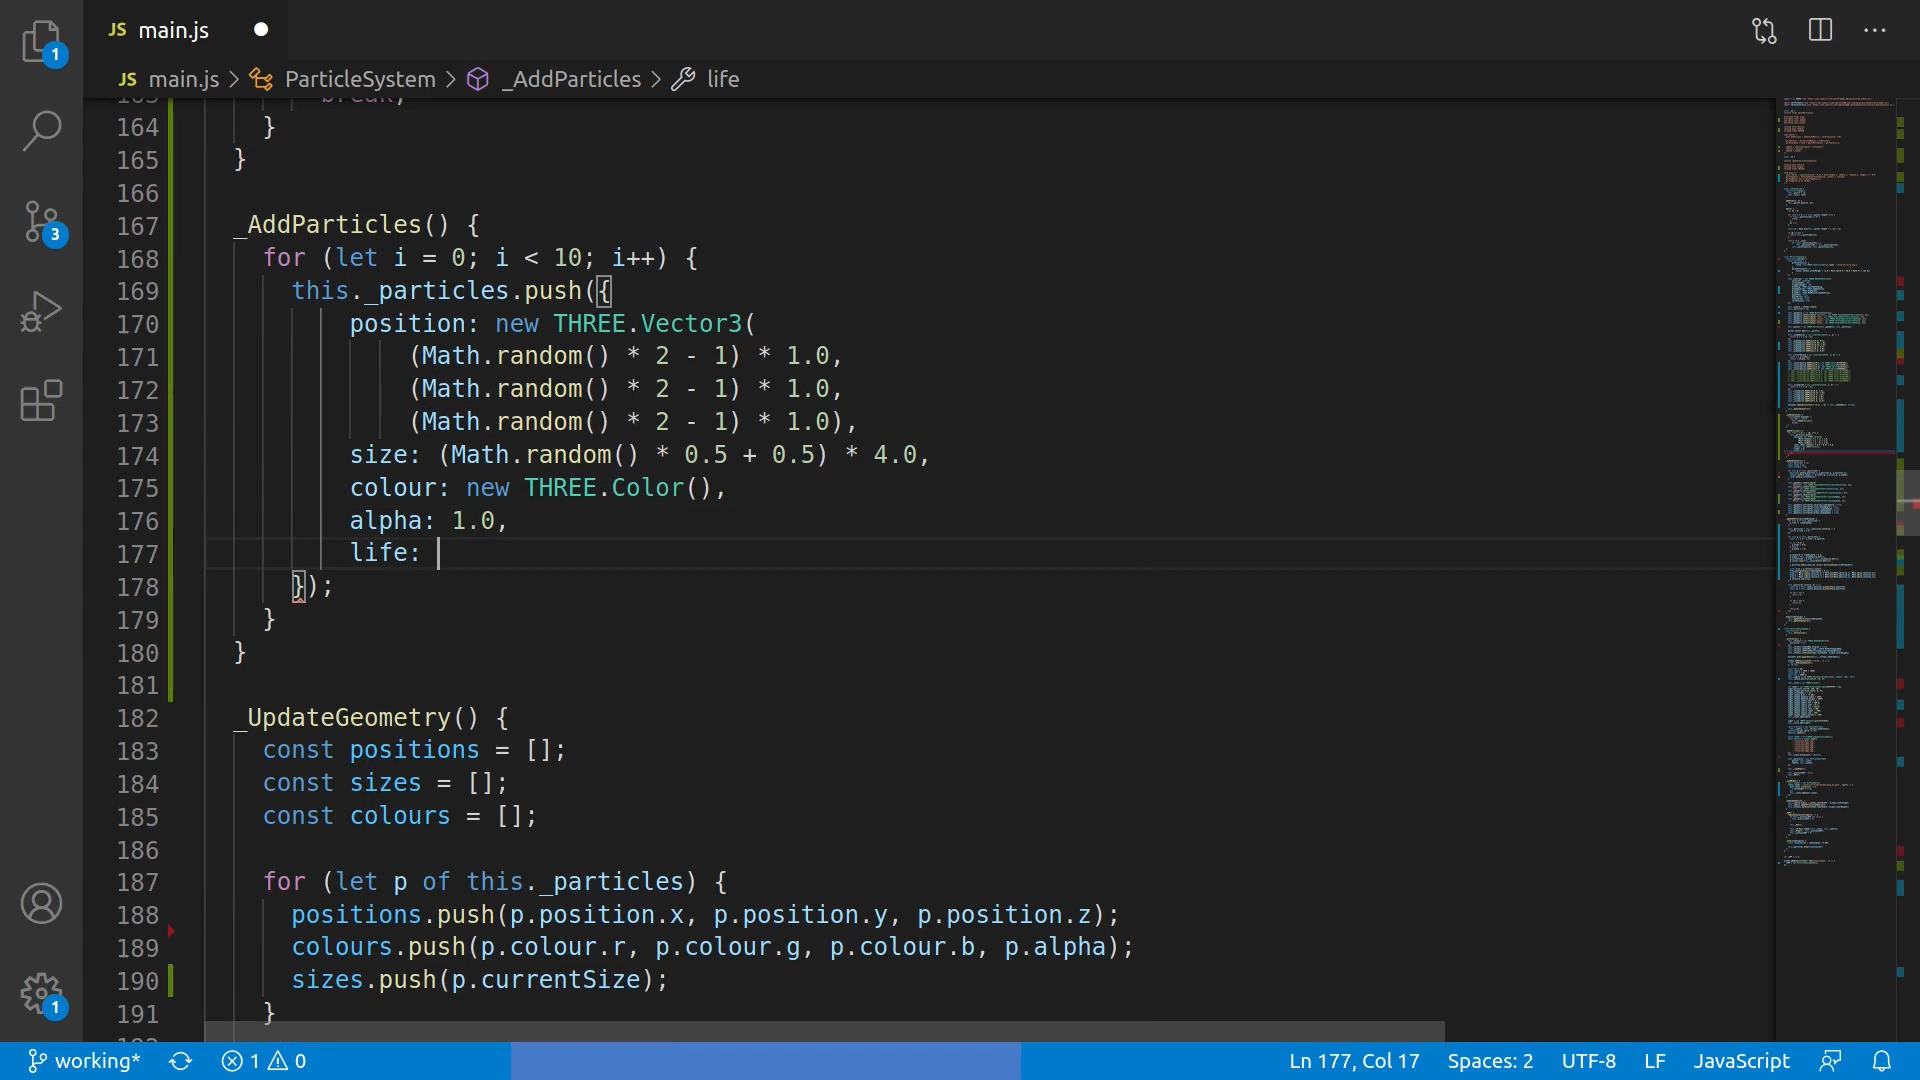 JS main.js
JS main.js > ParticleSystem > _AddParticles > life
break;
164 }
165 }
166
167 _AddParticles() {
168 for (let i = 0; i < 10; i++) {
169 this._particles.push({
170 position: new THREE.Vector3(
171 (Math.random() * 2 - 1) * 1.0,
172 (Math.random() * 2 - 1) * 1.0,
173 (Math.random() * 2 - 1) * 1.0),
174 size: (Math.random() * 0.5 + 0.5) * 4.0,
175 colour: new THREE.Color(),
176 alpha: 1.0,
177 life:
178 });
179 }
180 }
181
182 _UpdateGeometry() {
183 const positions = [];
184 const sizes = [];
185 const colours = [];
186
187 for (let p of this._particles) {
188 positions.push(p.position.x, p.position.y, p.position.z);
189 colours.push(p.colour.r, p.colour.g, p.colour.b, p.alpha);
190 sizes.push(p.currentSize);
191 }
1
3
1
working* 1 0 Ln 177, Col 17 Spaces: 2 UTF-8 LF JavaScript